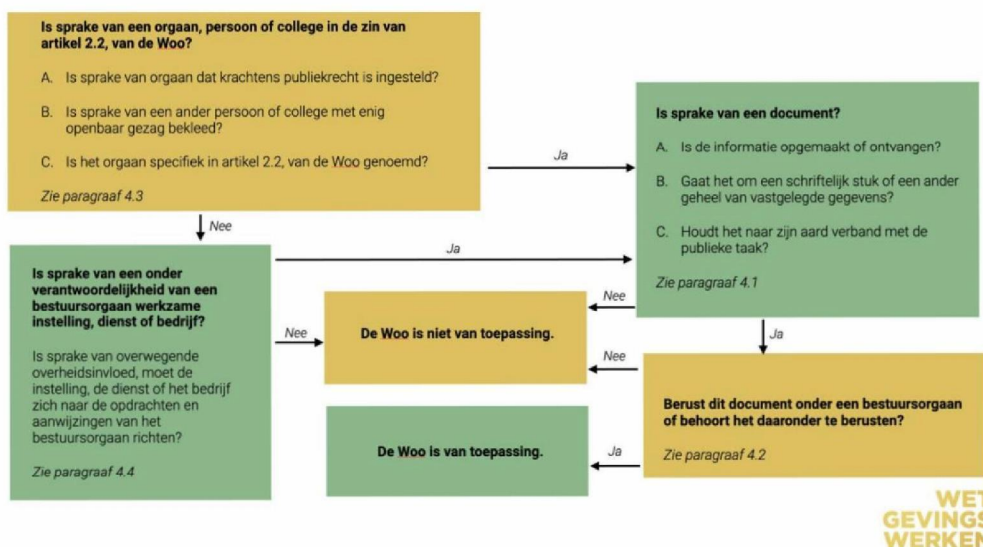 Is sprake van een orgaan, persoon of college in de zin van
artikel 2.2, van de Woo?
A. Is sprake van orgaan dat krachtens publiekrecht is ingesteld?
B. Is sprake van een ander persoon of college met enig
openbaar gezag bekleed?
C. Is het orgaan specifiek in artikel 2.2, van de Woo genoemd?
Zie paragraaf 4.3
Ja
Is sprake van een document?
A. Is de informatie opgemaakt of ontvangen?
B. Gaat het om een schriftelijk stuk of een ander
geheel van vastgelegde gegevens?
C. Houdt het naar zijn aard verband met de
publieke taak?
Zie paragraaf 4.1
Nee
Ja
Is sprake van een onder
verantwoordelijkheid van een
bestuursorgaan werkzame
instelling, dienst of bedrijf?
Is sprake van overwegende
overheidsinvloed, moet de
instelling, de dienst of het bedrijf
zich naar de opdrachten en
aanwijzingen van het
bestuursorgaan richten?
Zie paragraaf 4.4
Nee
De Woo is niet van toepassing.
Nee
Ja
Nee
Berust dit document onder een bestuursorgaan
of behoort het daaronder te berusten?
Zie paragraaf 4.2
Ja
De Woo is van toepassing.
WET
GEVINGS
WERKEN